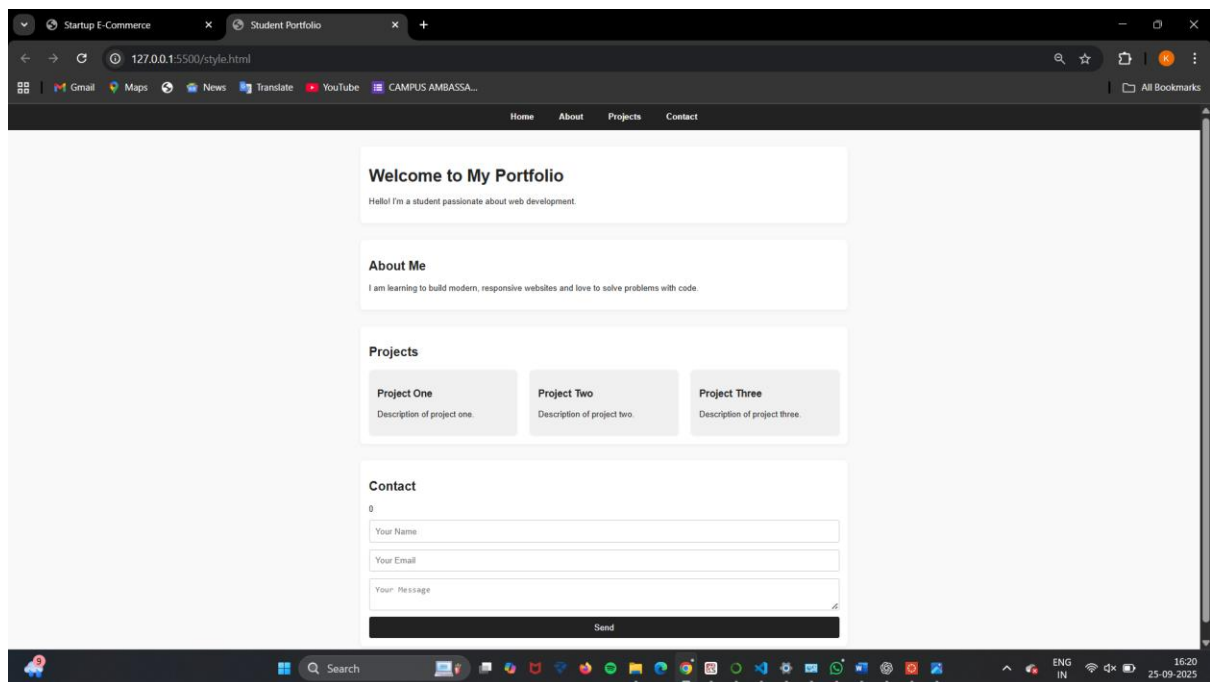 Startup E-Commerce
Student Portfolio
127.0.0.1:5500/style.html
K
Gmail Maps News Translate YouTube CAMPUS AMBASSA...
All Bookmarks
Home About Projects Contact
Welcome to My Portfolio
Hello! I'm a student passionate about web development.
About Me
I am learning to build modern, responsive websites and love to solve problems with code.
Projects
Project One Project Two Project Three
Description of project one. Description of project two. Description of project three.
Contact
0
Your Name
Your Email
Your Message
Send
9
Search
ENG 16:20
IN 25-09-2025